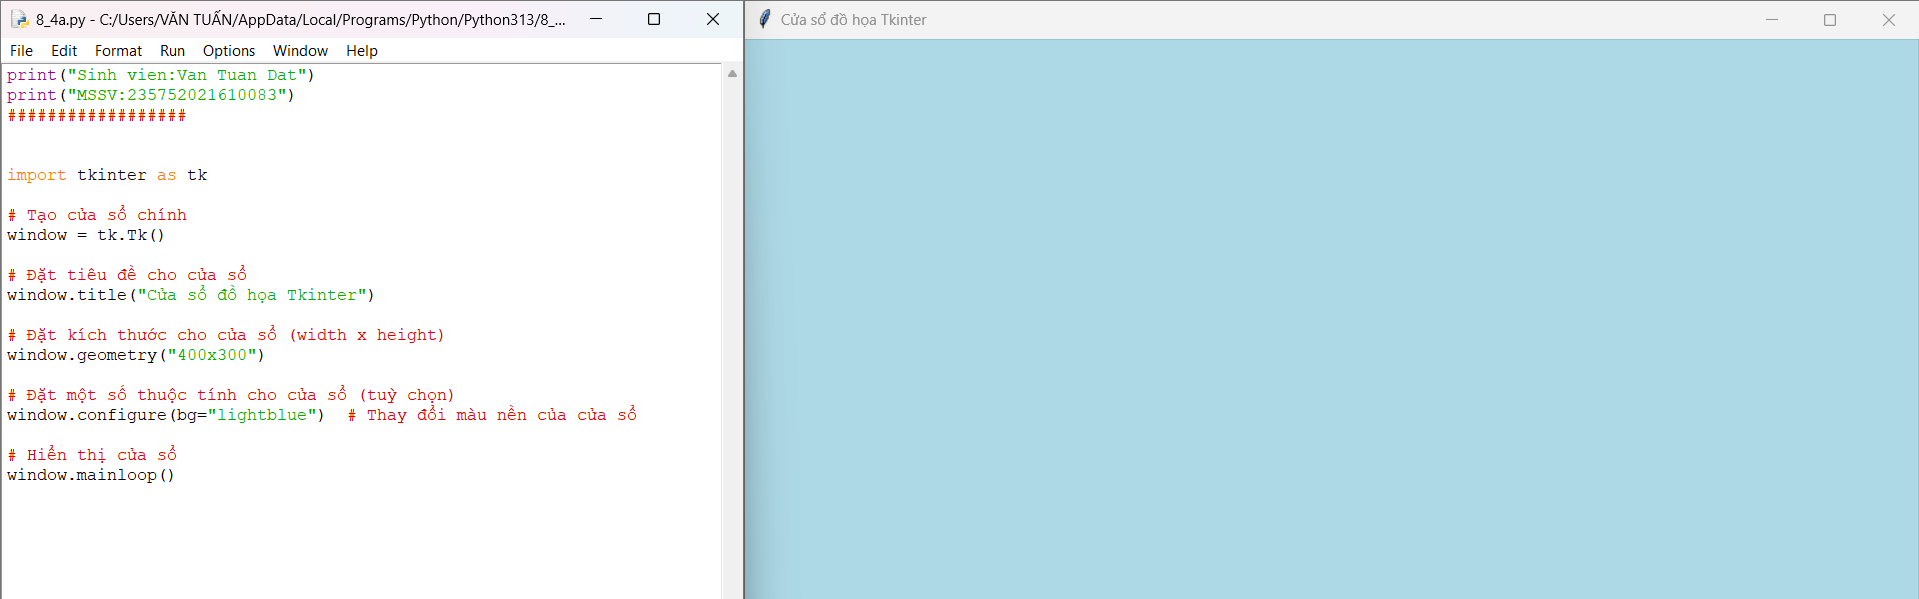 8_4a.py - C:/Users/VĂN TUẤN/AppData/Local/Programs/Python/Python313/8_...
File Edit Format Run Options Window Help
print("Sinh vien:Van Tuan Dat")
print("MSSV:235752021610083")
##################
import tkinter as tk
# Tạo cửa sổ chính
window = tk.Tk()
# Đặt tiêu đề cho cửa sổ
window.title("Cửa sổ đồ họa Tkinter")
# Đặt kích thước cho cửa sổ (width x height)
window.geometry("400x300")
# Đặt một số thuộc tính cho cửa sổ (tuỳ chọn)
window.configure(bg="lightblue")  # Thay đổi màu nền của cửa sổ
# Hiển thị cửa sổ
window.mainloop()
Cửa sổ đồ họa Tkinter